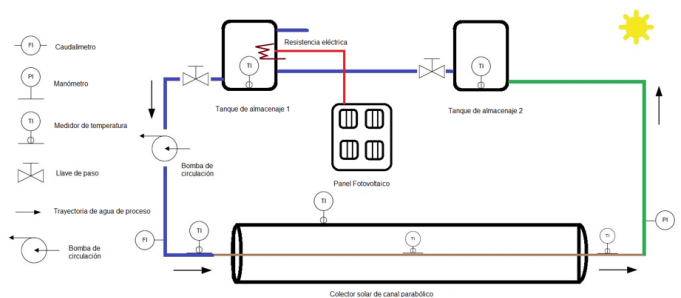 FI
Caudalímetro
PI
Manómetro
TI
Medidor de temperatura
Llave de paso
Trayectoria de agua de proceso
Bomba de
circulación
Resistencia eléctrica
TI
Tanque de almacenaje 1
TI
Tanque de almacenaje 2
Bomba de
circulación
Panel Fotovoltaico
TI
FI
TI
TI
TI
PI
Colector solar de canal parabólico